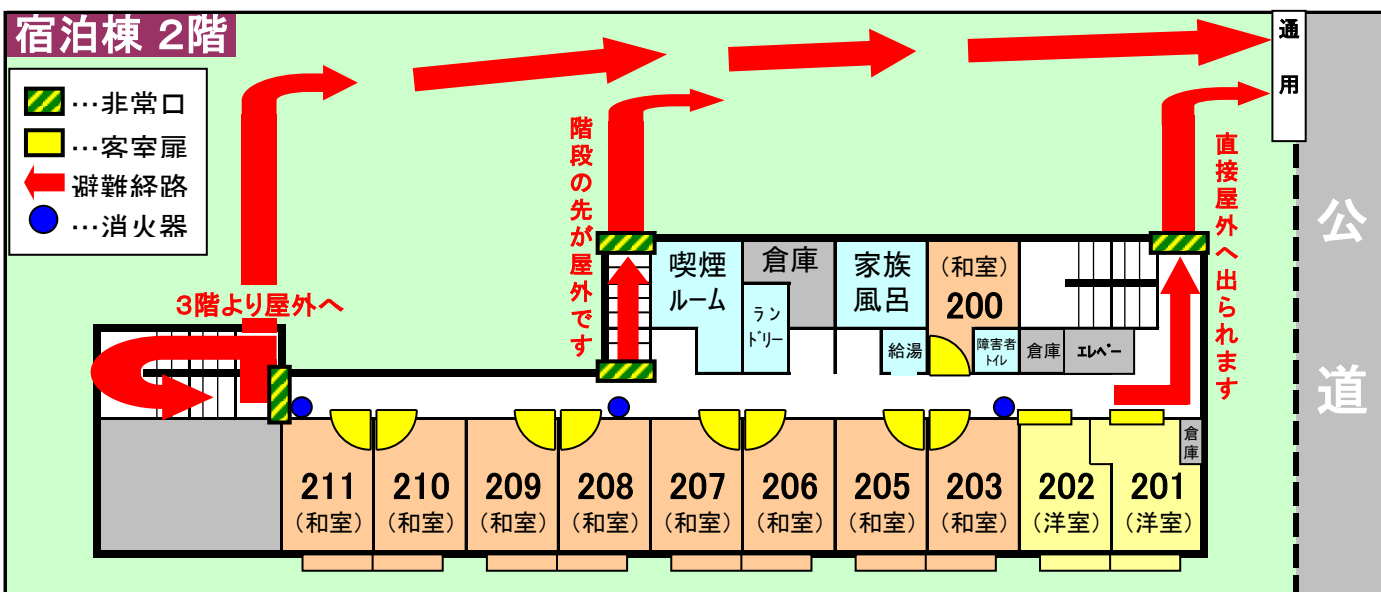 宿泊棟 2階
…非常口
…客室扉
避難経路
…消火器
通用
公道
3階より屋外へ
階段の先が屋外です
直接屋外へ出られます
喫煙
ルーム
ラン
ドリー
倉庫
家族
風呂
給湯
(和室)
200
障害者
トイレ
倉庫
エレベー
倉庫
211
(和室)
210
(和室)
209
(和室)
208
(和室)
207
(和室)
206
(和室)
205
(和室)
203
(和室)
202
(洋室)
201
(洋室)